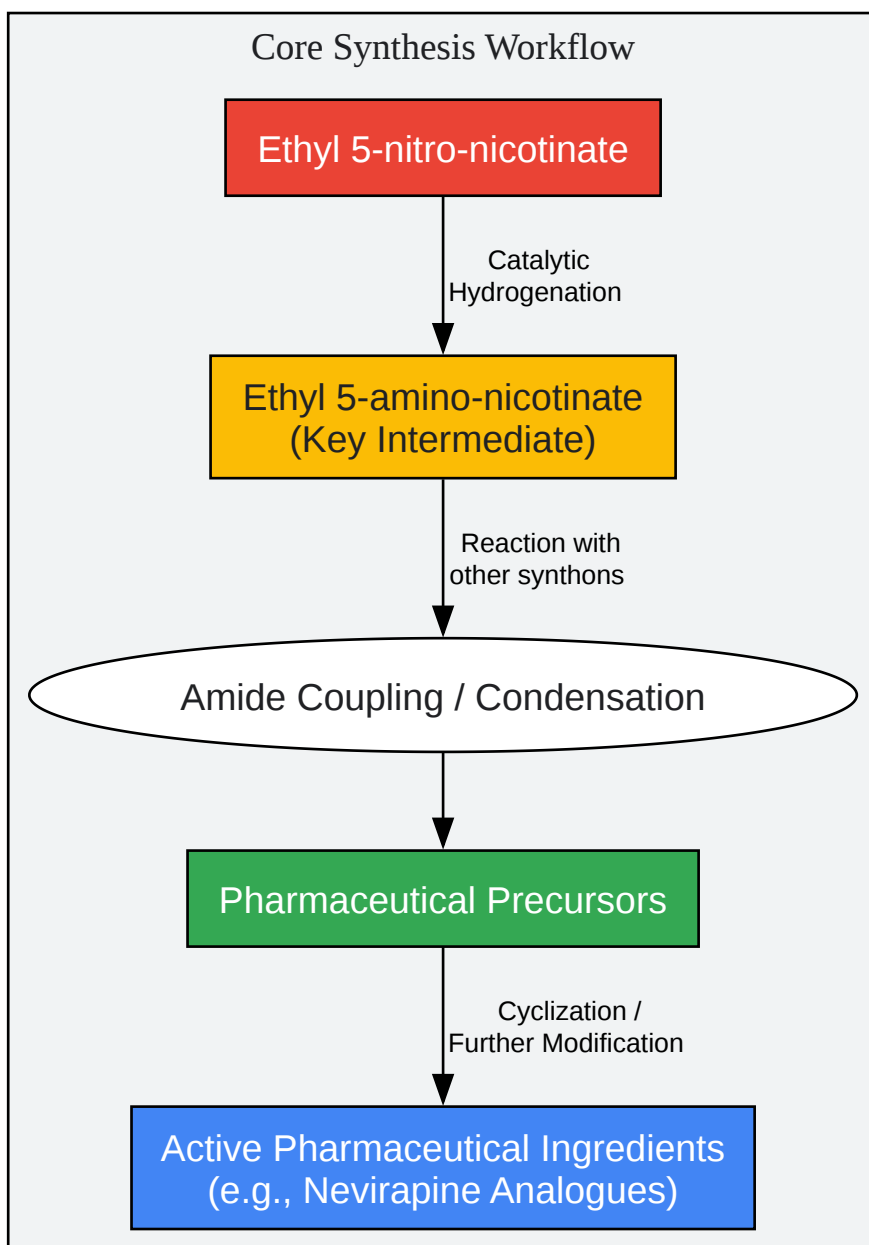 Core Synthesis Workflow
Ethyl 5-nitro-nicotinate
Catalytic
Hydrogenation
Ethyl 5-amino-nicotinate
(Key Intermediate)
Reaction with
other synthons
Amide Coupling / Condensation
Pharmaceutical Precursors
Cyclization /
Further Modification
Active Pharmaceutical Ingredients
(e.g., Nevirapine Analogues)